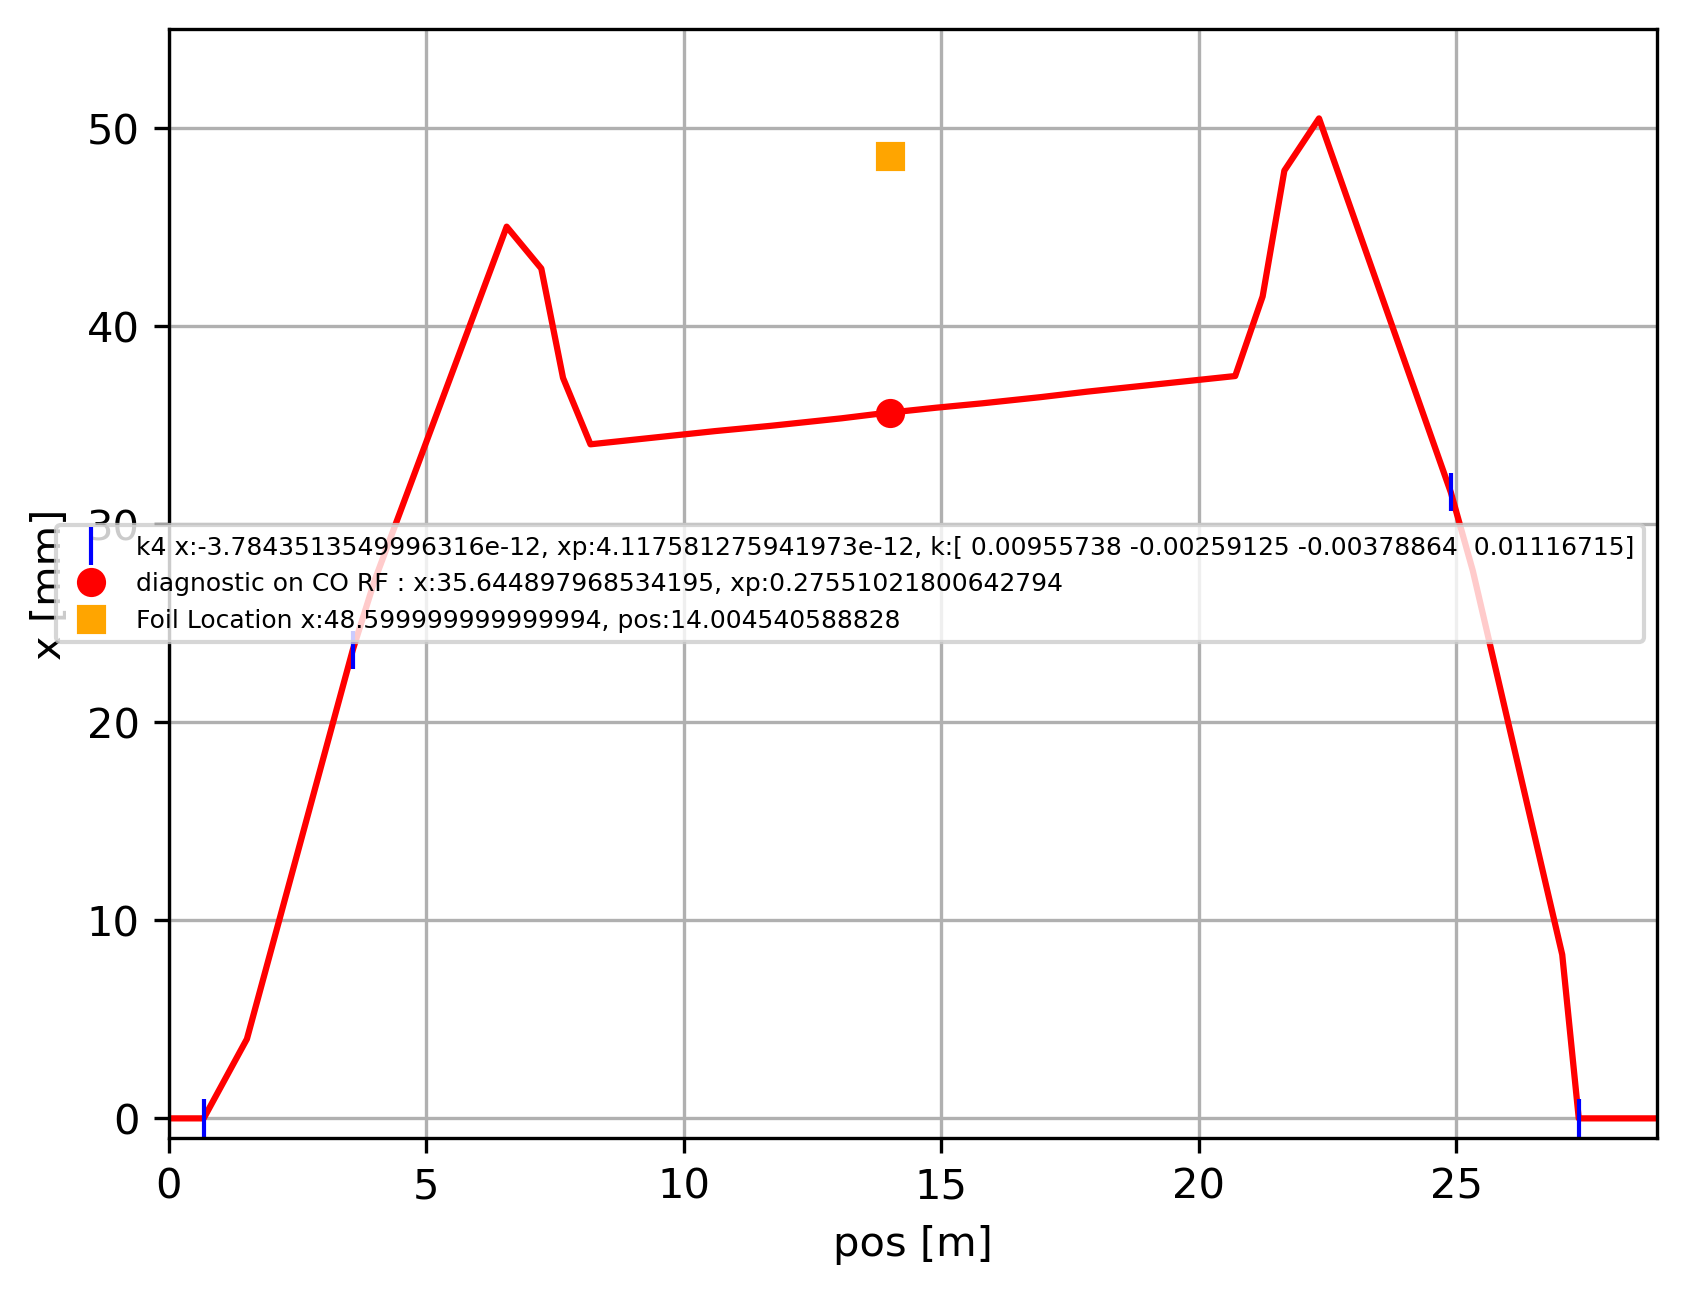 50
40
30
20
10
0
x [mm]
k4 x:-3.7843513549996316e-12, xp:4.117581275941973e-12, k:[ 0.00955738 -0.00259125 -0.00378864  0.01116715]
diagnostic on CO RF : x:35.644897968534195, xp:0.27551021800642794
Foil Location x:48.599999999999994, pos:14.004540588828
0 5 10 15 20 25
pos [m]